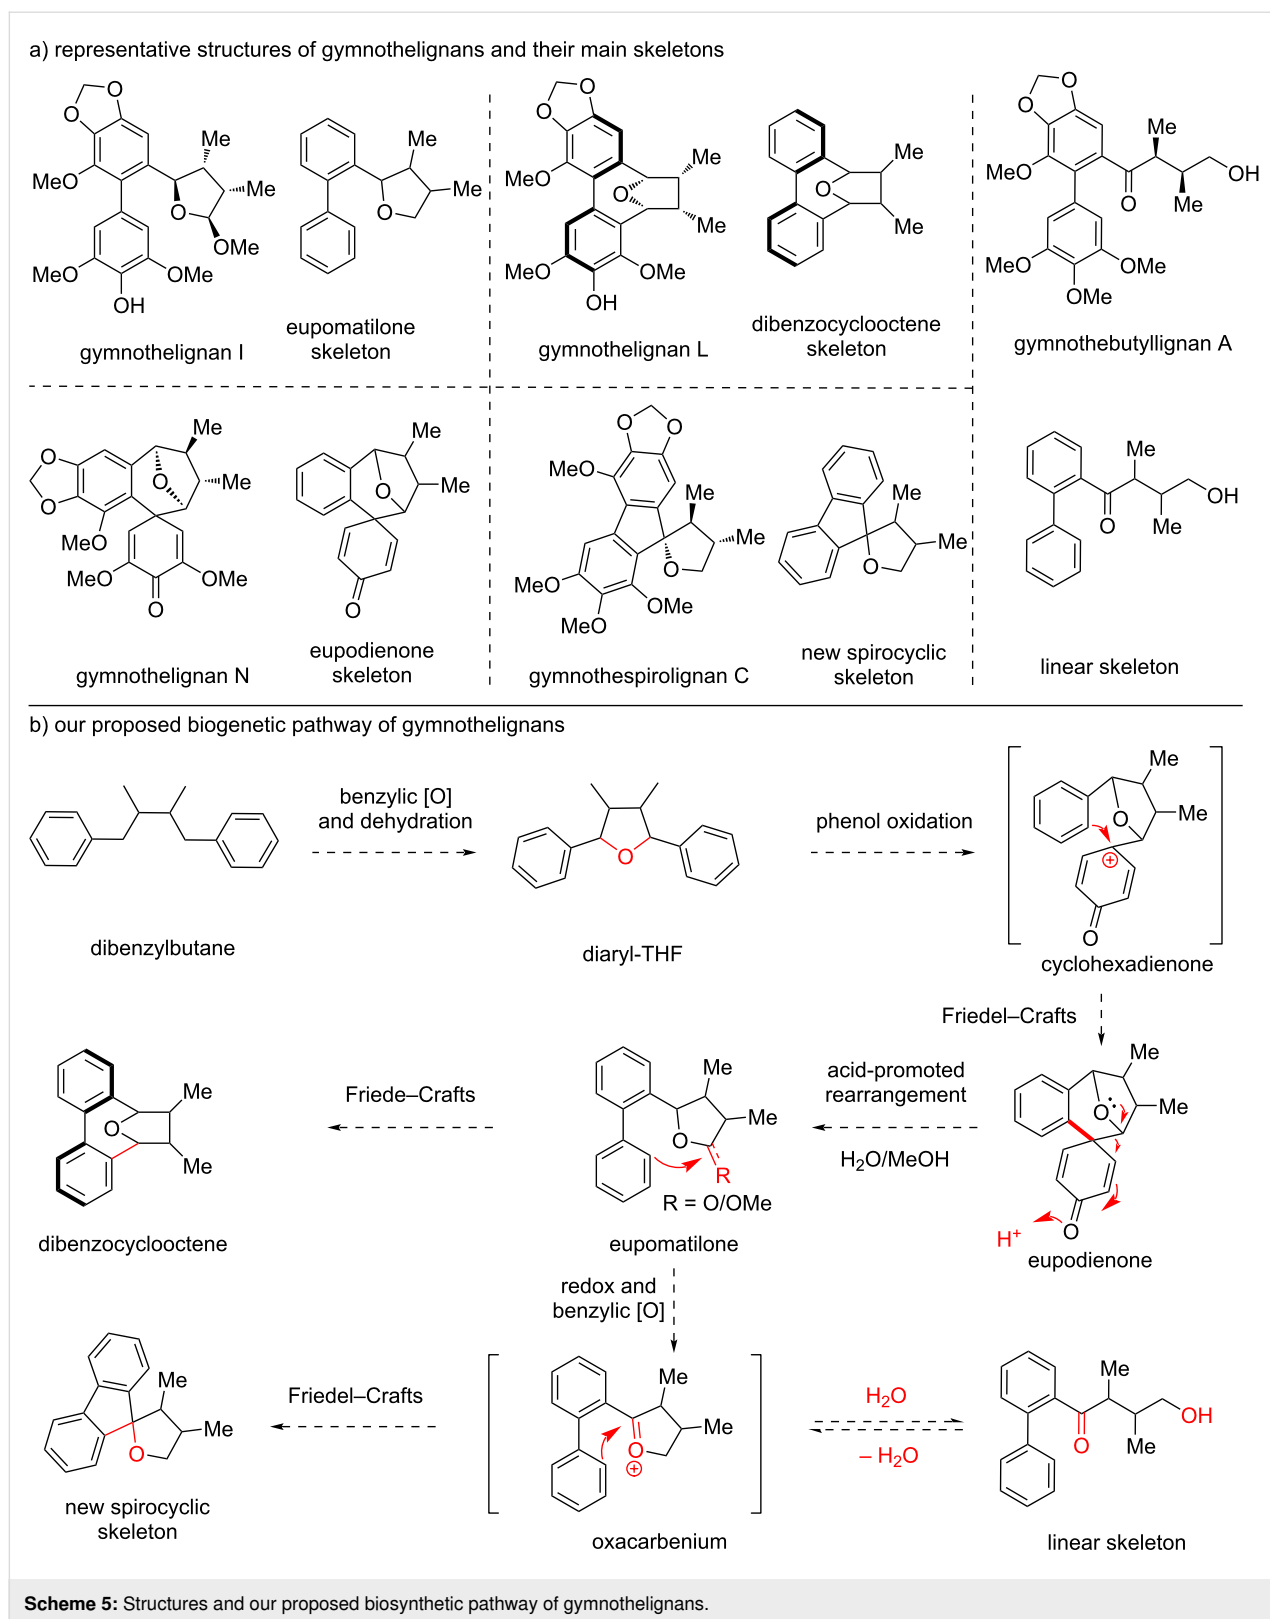 a) representative structures of gymnothelignans and their main skeletons
O
O
MeO
Me
Me
O
OMe
MeO
OMe
OH
gymnothelignan I
Me
Me
O
eupomatilone
skeleton
O
O
MeO
Me
O
Me
MeO
OMe
OH
gymnothelignan L
Me
O
Me
dibenzocyclooctene
skeleton
O
O
MeO
Me
OH
O
Me
MeO
OMe
OMe
gymnothebutyllignan A
Me
O
O
O
Me
MeO
MeO
OMe
O
gymnothelignan N
Me
Me
O
O
eupodienone
skeleton
O
O
MeO
Me
Me
O
MeO
OMe
MeO
gymnothespirolignan C
Me
Me
O
new spirocyclic
skeleton
Me
OH
O
Me
linear skeleton
b) our proposed biogenetic pathway of gymnothelignans
dibenzylbutane
benzylic [O]
and dehydration
O
diaryl-THF
phenol oxidation
Me
Me
O
⊕
O
cyclohexadienone
Friedel–Crafts
Me
Me
O
O
H+
eupodienone
acid-promoted
rearrangement
H2O/MeOH
Me
Me
O
R
R = O/OMe
eupomatilone
Friede–Crafts
Me
O
Me
dibenzocyclooctene
redox and
benzylic [O]
Me
Me
O
⊕
oxacarbenium
Friedel–Crafts
Me
Me
O
new spirocyclic
skeleton
H2O
– H2O
Me
OH
O
Me
linear skeleton
Scheme 5: Structures and our proposed biosynthetic pathway of gymnothelignans.